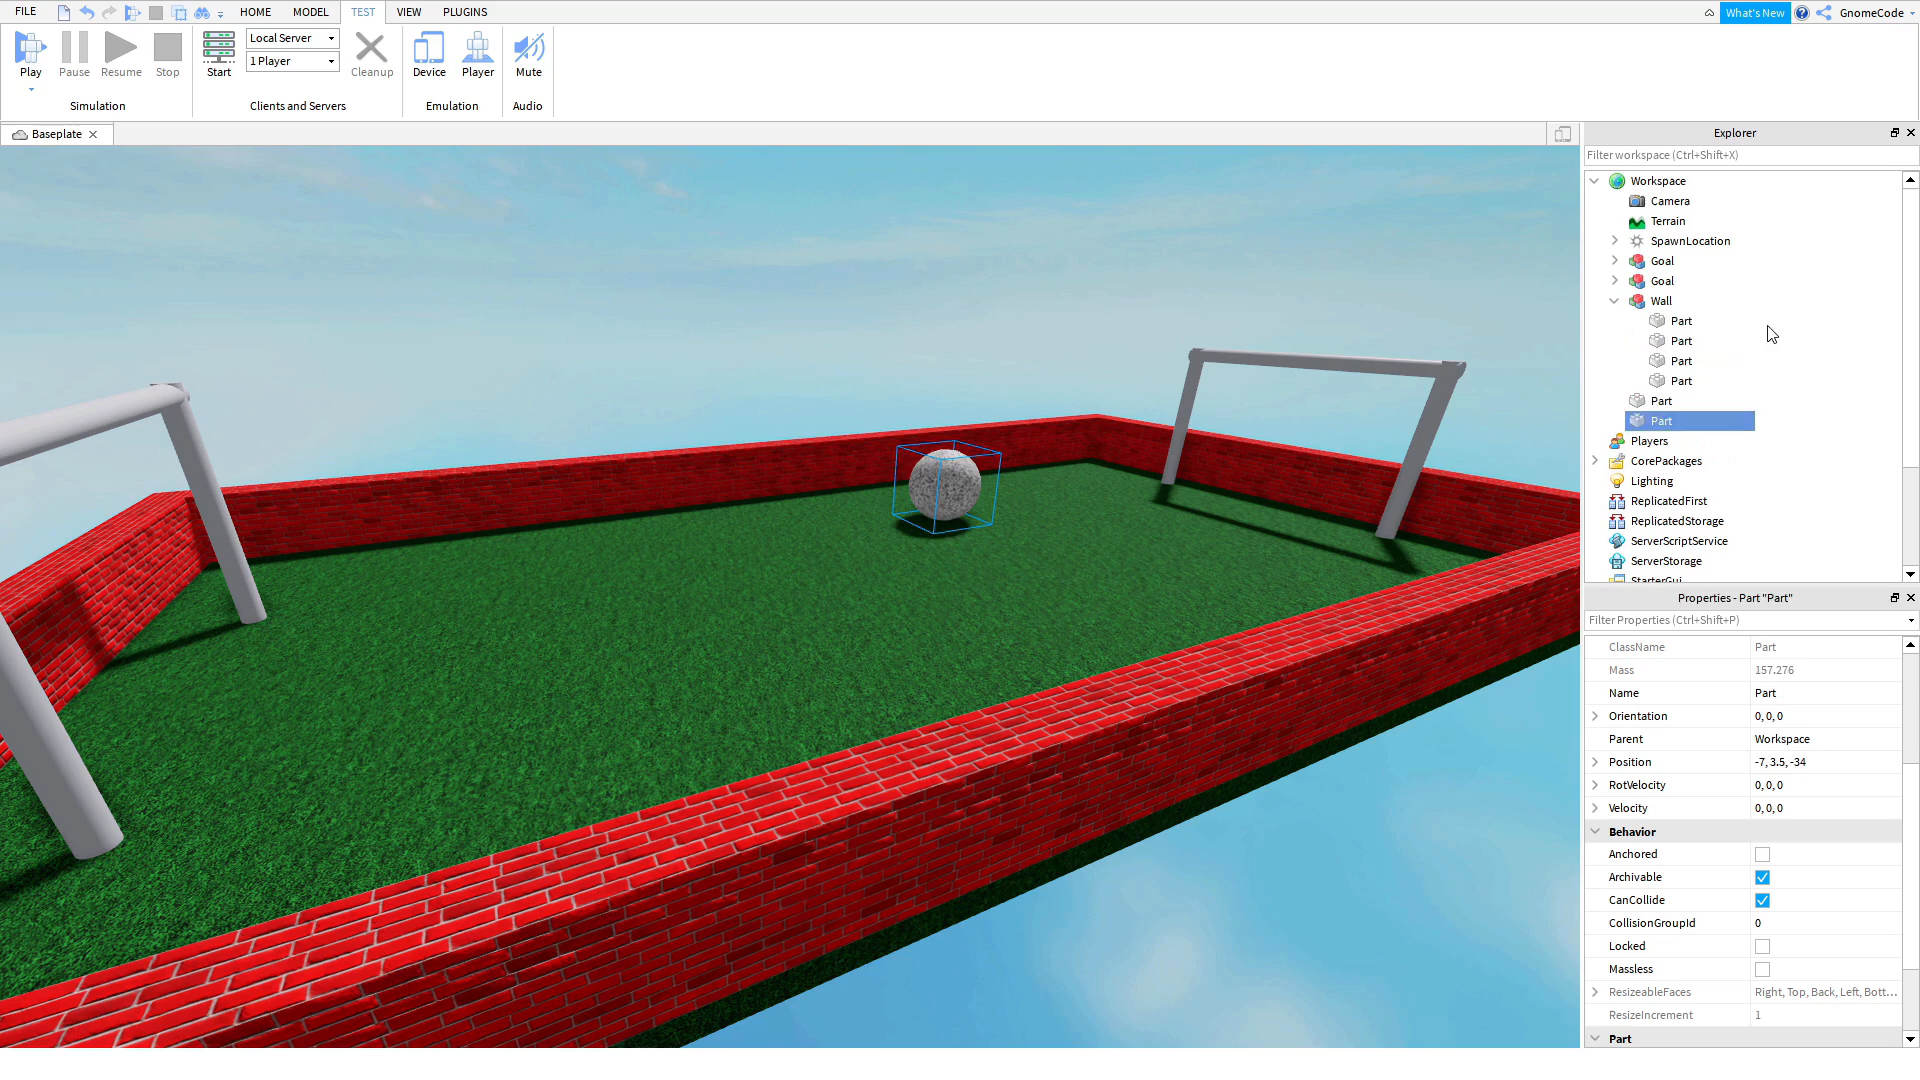 FILE HOME MODEL TEST VIEW PLUGINS What's New GnomeCode
Play Pause Resume Stop
Simulation
Start Local Server 1 Player Cleanup
Clients and Servers
Device Player
Emulation
Mute
Audio
Baseplate
Explorer
Filter workspace (Ctrl+Shift+X)
Workspace
Camera
Terrain
SpawnLocation
Goal
Goal
Wall
Part
Part
Part
Part
Part
Part
Players
CorePackages
Lighting
ReplicatedFirst
ReplicatedStorage
ServerScriptService
ServerStorage
StarterGui
Properties - Part "Part"
Filter Properties (Ctrl+Shift+P)
ClassName Part
Mass 157.276
Name Part
Orientation 0, 0, 0
Parent Workspace
Position -7, 3.5, -34
RotVelocity 0, 0, 0
Velocity 0, 0, 0
Behavior
Anchored
Archivable
CanCollide
CollisionGroupId 0
Locked
Massless
ResizeableFaces Right, Top, Back, Left, Bott...
ResizeIncrement 1
Part